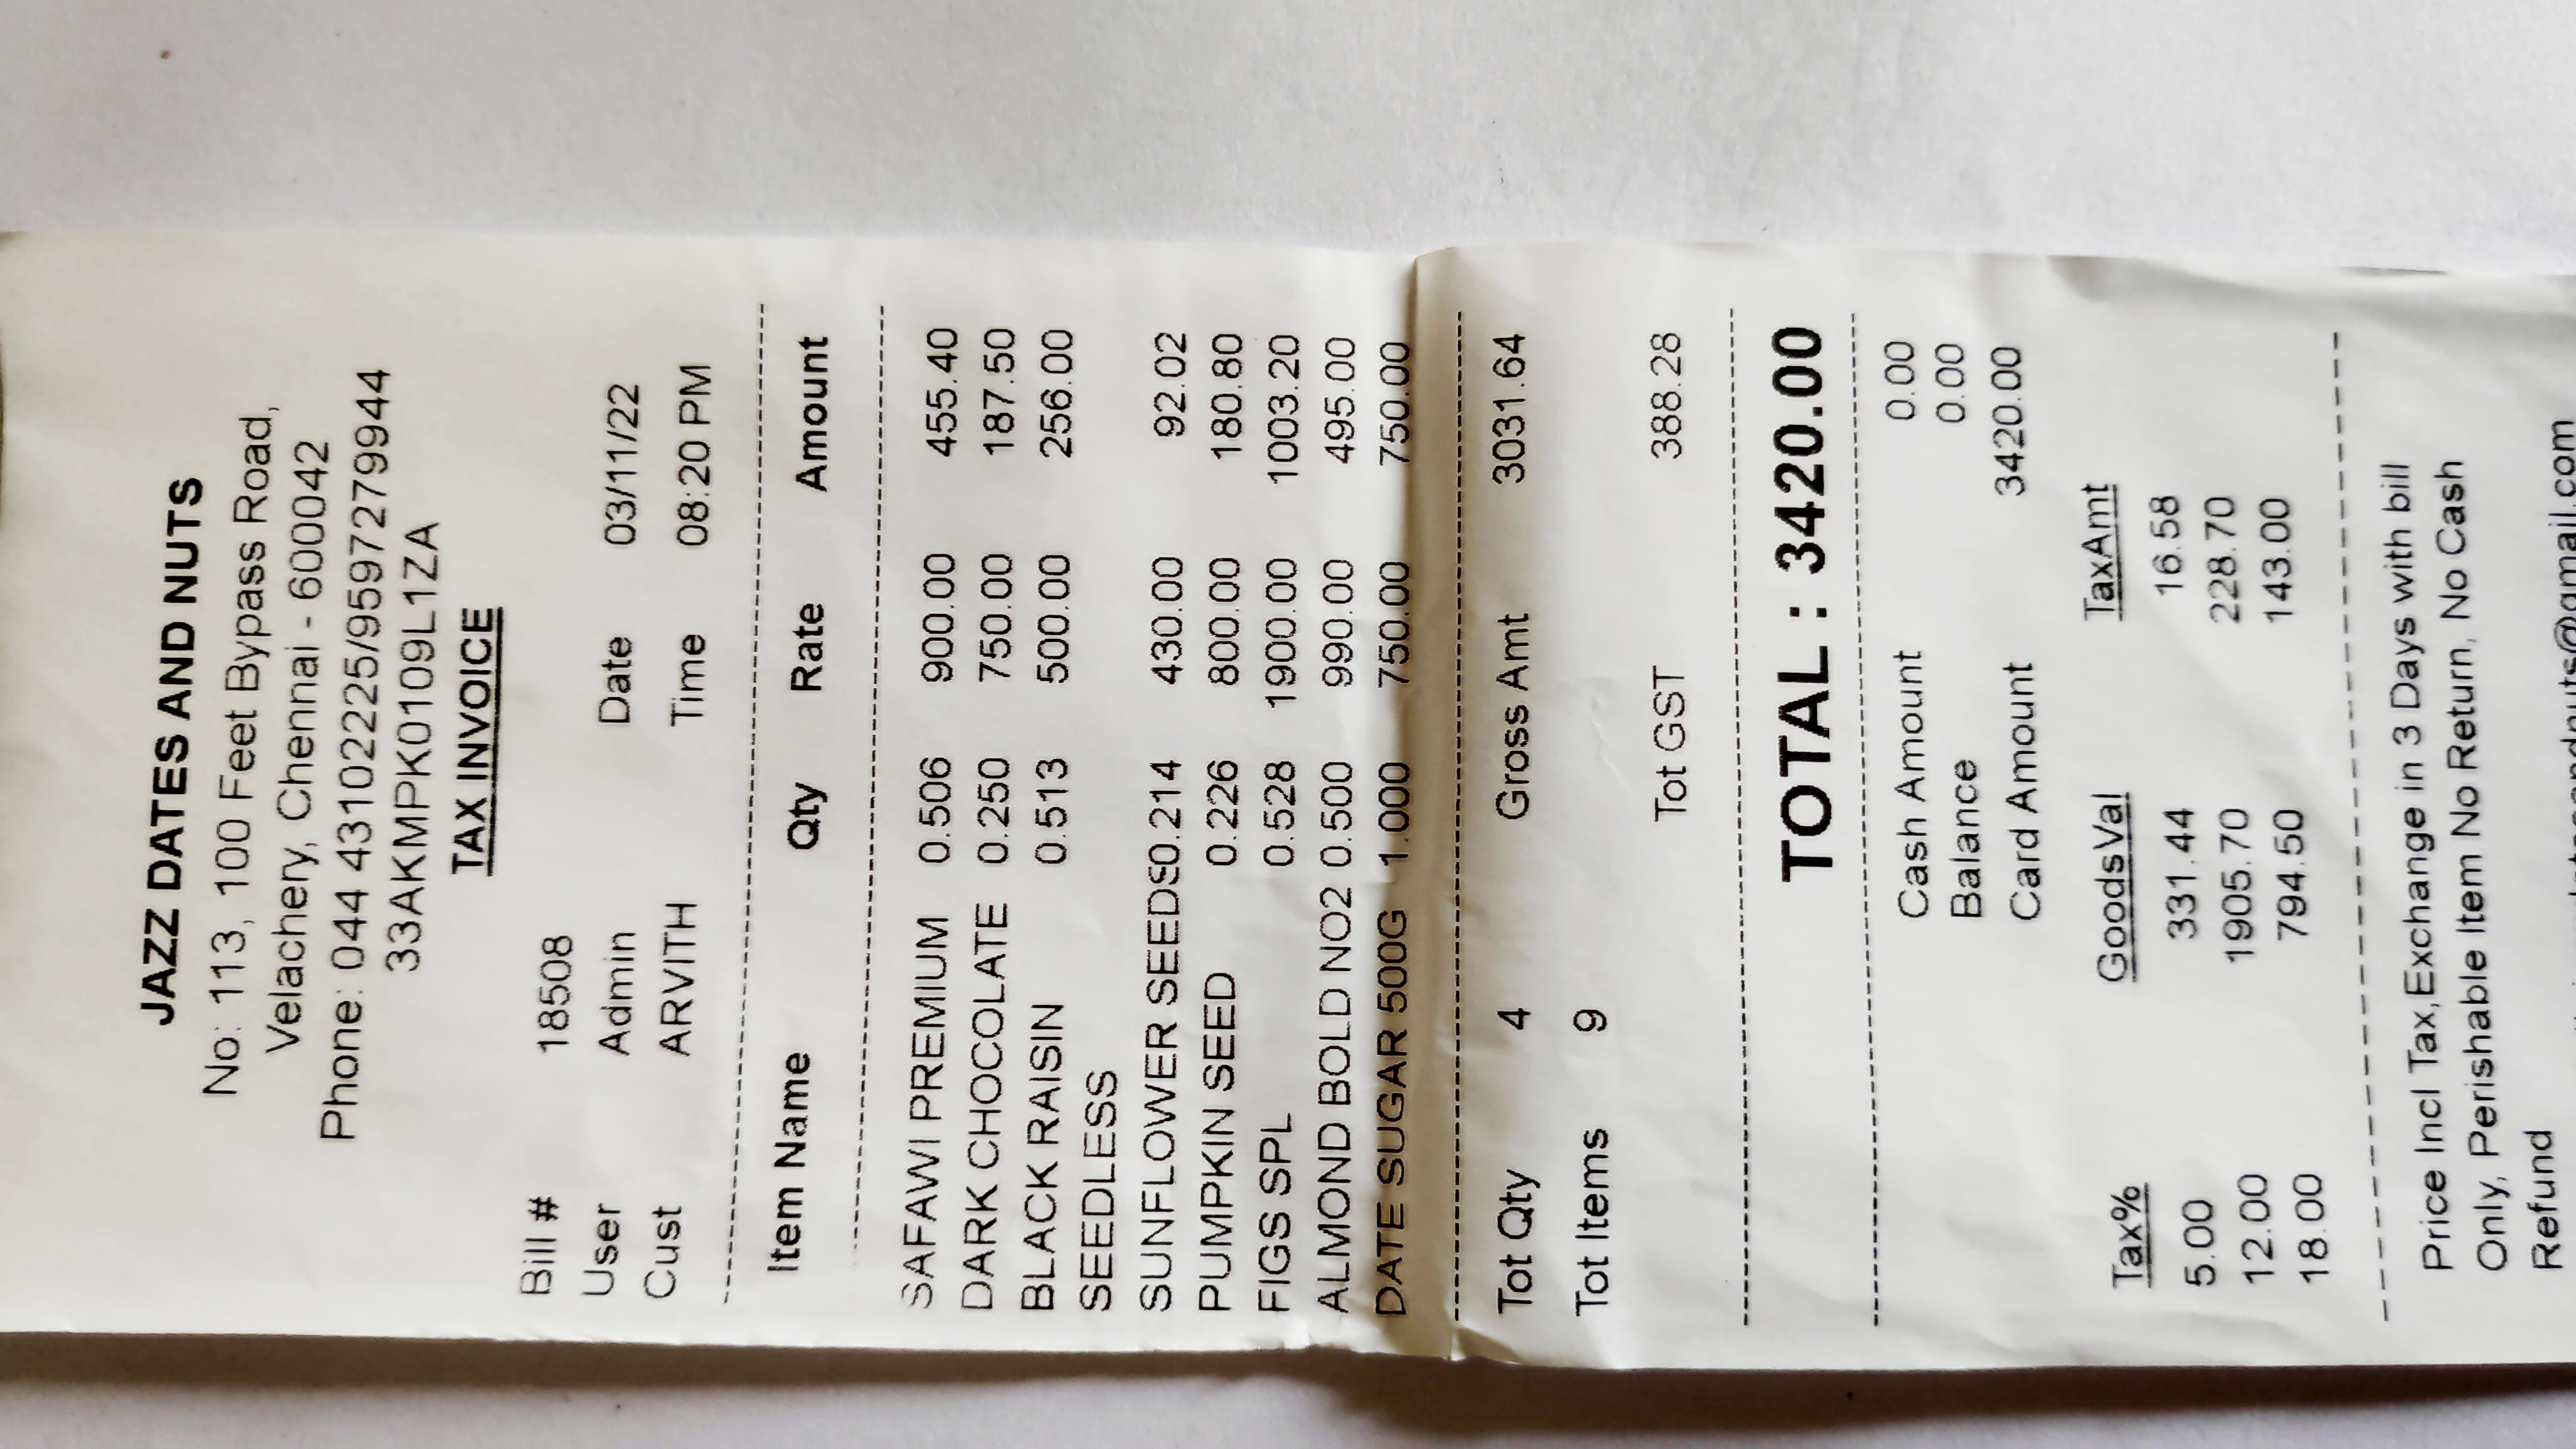 JAZZ DATES AND NUTS
No: 113, 100 Feet Bypass Road,
Velachery, Chennai - 600042
Phone: 044 43102225/9597279944
33AKMPK0109L1ZA
TAX INVOICE
Bill # 18508
User Admin Date 03/11/22
Cust ARVITH Time 08:20 PM
Item Name Qty Rate Amount
SAFAWI PREMIUM 0.506 900.00 455.40
DARK CHOCOLATE 0.250 750.00 187.50
BLACK RAISIN 0.513 500.00 256.00
SEEDLESS
SUNFLOWER SEEDS 0.214 430.00 92.02
PUMPKIN SEED 0.226 800.00 180.80
FIGS SPL 0.528 1900.00 1003.20
ALMOND BOLD NO2 0.500 990.00 495.00
DATE SUGAR 500G 1.000 750.00 750.00
Tot Qty 4 Gross Amt 3031.64
Tot Items 9
Tot GST 388.28
TOTAL : 3420.00
Cash Amount 0.00
Balance 0.00
Card Amount 3420.00
Tax% GoodsVal TaxAmt
5.00 331.44 16.58
12.00 1905.70 228.70
18.00 794.50 143.00
Price Incl Tax,Exchange in 3 Days with bill
Only, Perishable Item No Return, No Cash
Refund